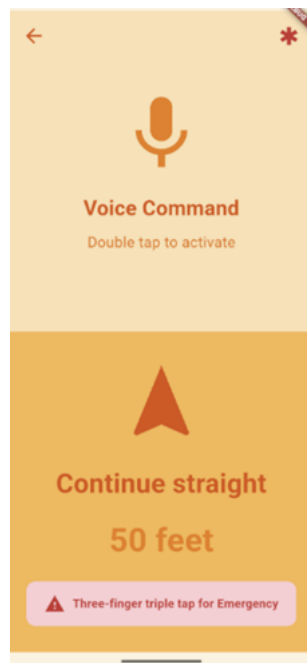 Voice Command
Double tap to activate
Continue straight
50 feet
Three-finger triple tap for Emergency